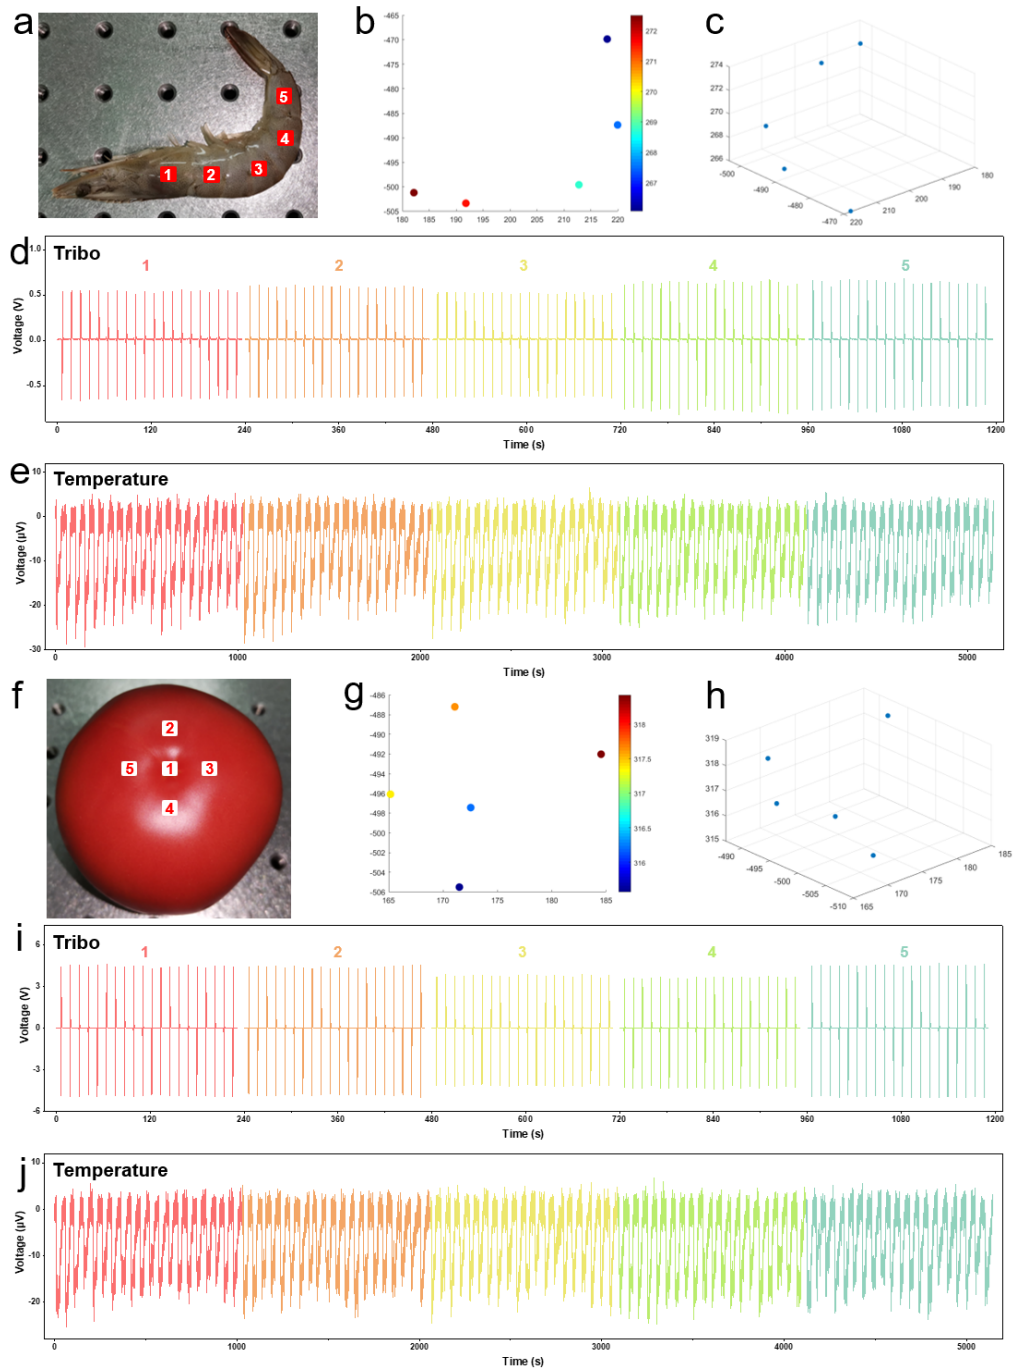 a
1
2
3
4
5
b
-465
-470
-475
-480
-485
-490
-495
-500
-505
180 185 190 195 200 205 210 215 220
272
271
270
269
268
267
c
274
272
270
268
266
-500
-490
-480
-470
220
210
200
190
180
d
Tribo
1 2 3 4 5
1.0
0.5
0.0
-0.5
Voltage (V)
0 120 240 360 480 600 720 840 960 1080 1200
Time (s)
e
Temperature
10
0
-10
-20
-30
Voltage (µV)
0 1000 2000 3000 4000 5000
Time (s)
f
2
5 1 3
4
g
-486
-488
-490
-492
-494
-496
-498
-500
-502
-504
-506
165 170 175 180 185
318
317.5
317
316.5
316
h
319
318
317
316
315
-490
-495
-500
-505
-510
165
170
175
180
185
i
Tribo
1 2 3 4 5
6
3
0
-3
-6
Voltage (V)
0 120 240 360 480 600 720 840 960 1080 1200
Time (s)
j
Temperature
10
0
-10
-20
Voltage (µV)
0 1000 2000 3000 4000 5000
Time (s)